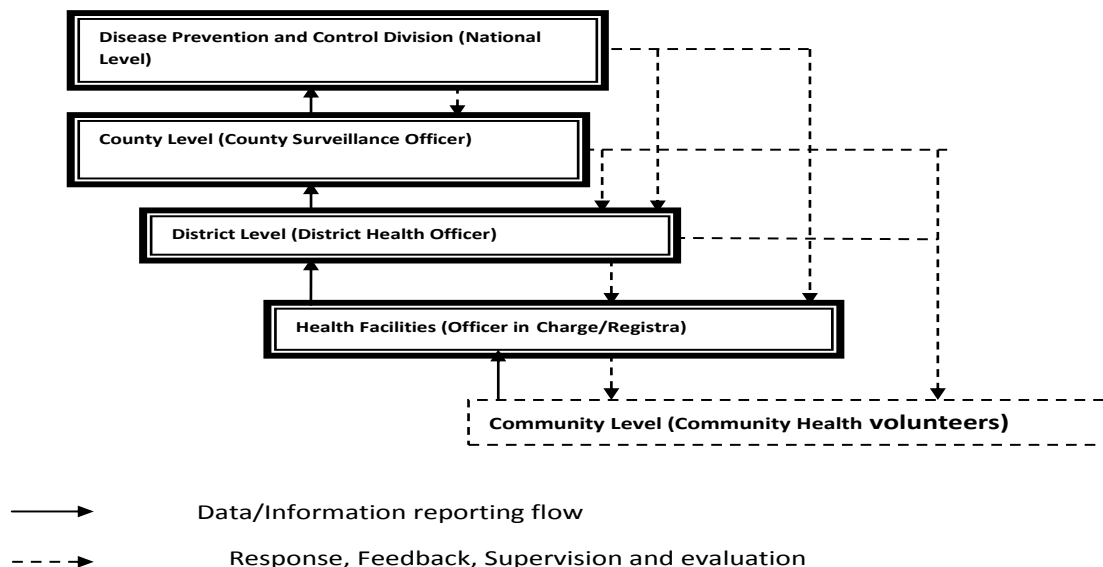 Disease Prevention and Control Division (National
Level)
County Level (County Surveillance Officer)
District Level (District Health Officer)
Health Facilities (Officer in Charge/Registra)
Community Level (Community Health volunteers)
Data/Information reporting flow
Response, Feedback, Supervision and evaluation